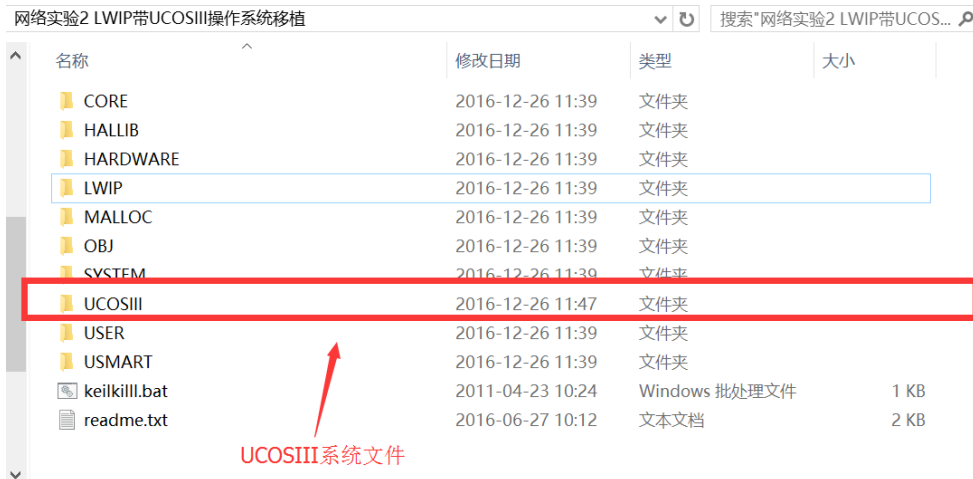 网络实验2 LWIP带UCOSIII操作系统移植
搜索"网络实验2 LWIP带UCOS...
名称 修改日期 类型 大小
CORE 2016-12-26 11:39 文件夹
HALLIB 2016-12-26 11:39 文件夹
HARDWARE 2016-12-26 11:39 文件夹
LWIP 2016-12-26 11:39 文件夹
MALLOC 2016-12-26 11:39 文件夹
OBJ 2016-12-26 11:39 文件夹
SYSTEM 2016-12-26 11:39 文件夹
UCOSIII 2016-12-26 11:47 文件夹
USER 2016-12-26 11:39 文件夹
USMART 2016-12-26 11:39 文件夹
keilkilll.bat 2011-04-23 10:24 Windows 批处理文件 1 KB
readme.txt 2016-06-27 10:12 文本文档 2 KB
UCOSIII系统文件